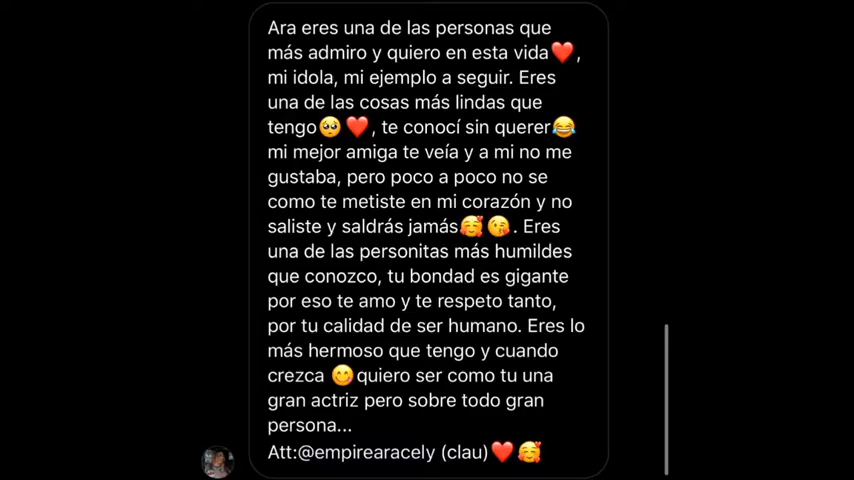 Ara eres una de las personas que
más admiro y quiero en esta vida❤️,
mi idola, mi ejemplo a seguir. Eres
una de las cosas más lindas que
tengo🥺❤️, te conocí sin querer😂
mi mejor amiga te veía y a mi no me
gustaba, pero poco a poco no se
como te metiste en mi corazón y no
saliste y saldrás jamás🥰😘. Eres
una de las personitas más humildes
que conozco, tu bondad es gigante
por eso te amo y te respeto tanto,
por tu calidad de ser humano. Eres lo
más hermoso que tengo y cuando
crezca 😋quiero ser como tu una
gran actriz pero sobre todo gran
persona...
Att:@empirearacely (clau)❤️🥰